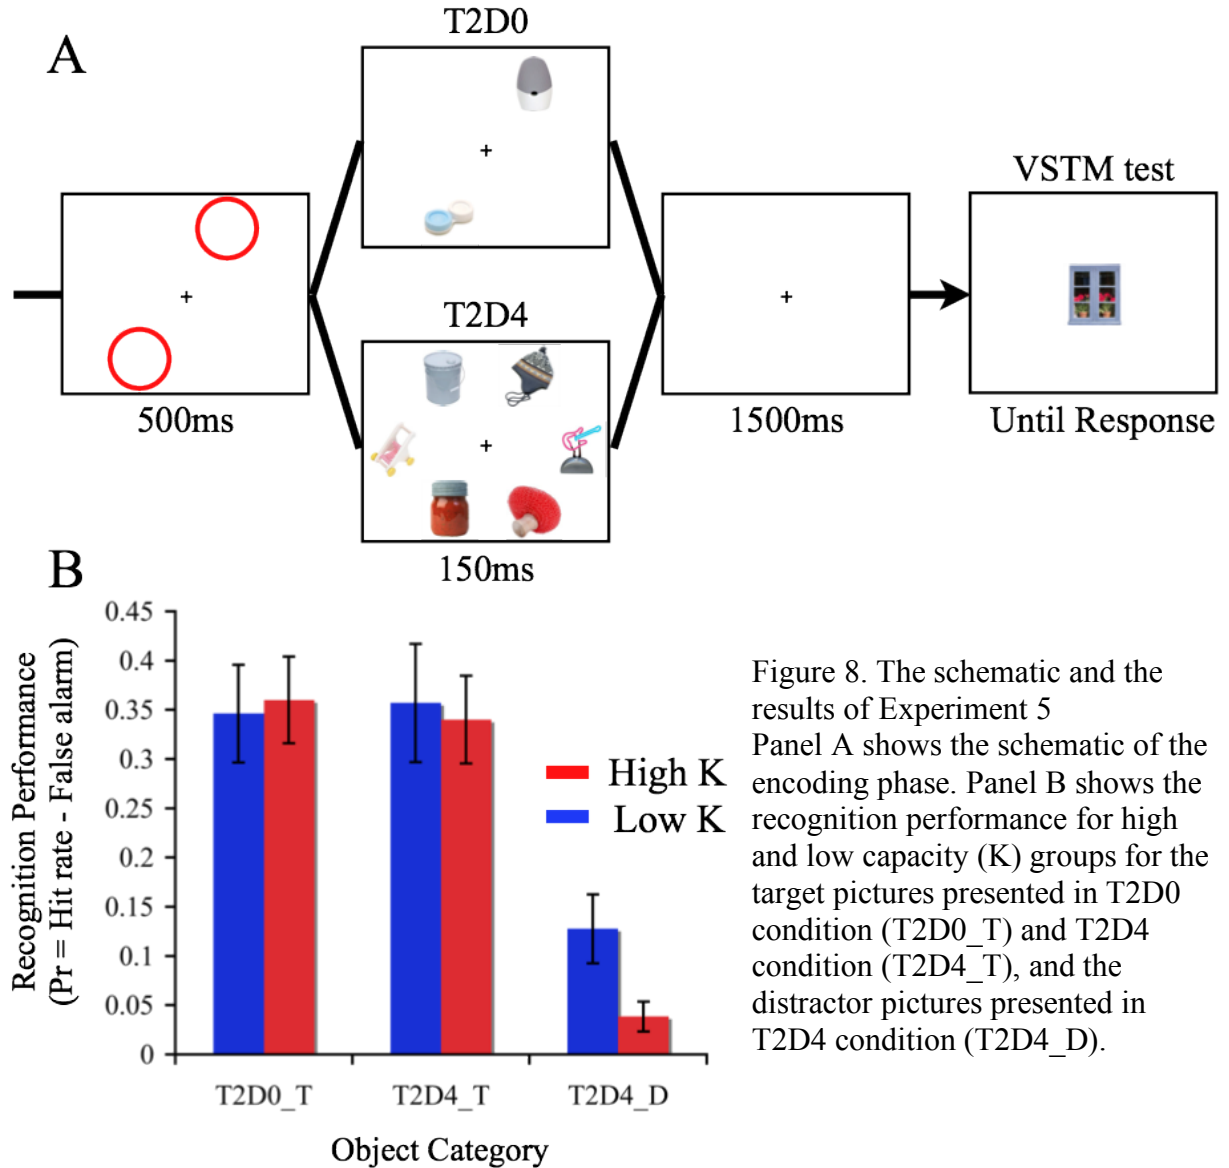 A
T2D0
VSTM test
T2D4
500ms
1500ms
Until Response
150ms
B
Recognition Performance
(Pr = Hit rate - False alarm)
0.45
0.4
0.35
0.3
0.25
0.2
0.15
0.1
0.05
0
High K
Low K
T2D0_T
T2D4_T
T2D4_D
Object Category
Figure 8. The schematic and the
results of Experiment 5
Panel A shows the schematic of the
encoding phase. Panel B shows the
recognition performance for high
and low capacity (K) groups for the
target pictures presented in T2D0
condition (T2D0_T) and T2D4
condition (T2D4_T), and the
distractor pictures presented in
T2D4 condition (T2D4_D).